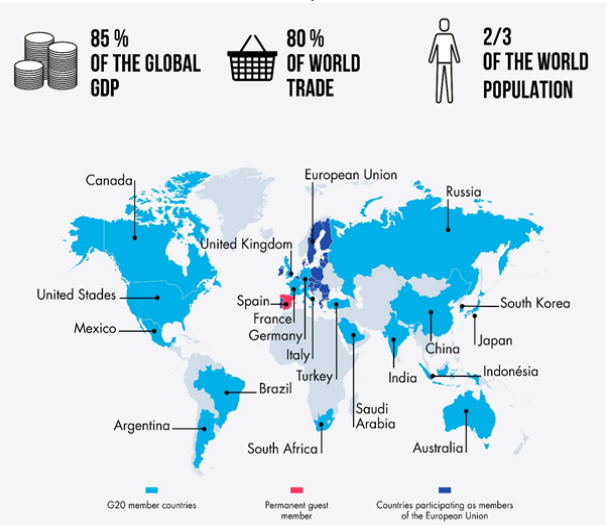 85 %
OF THE GLOBAL
GDP
80 %
OF WORLD
TRADE
2/3
OF THE WORLD
POPULATION
European Union
Canada
Russia
United Kingdom
United Stades
Spain
South Korea
France
Mexico
Germany
Japan
China
Italy
Indonésia
Turkey
India
Brazil
Saudi
Arabia
Argentina
South Africa
Australia
G20 member countries
Permanent guest
member
Countries participating as members
of the European Union